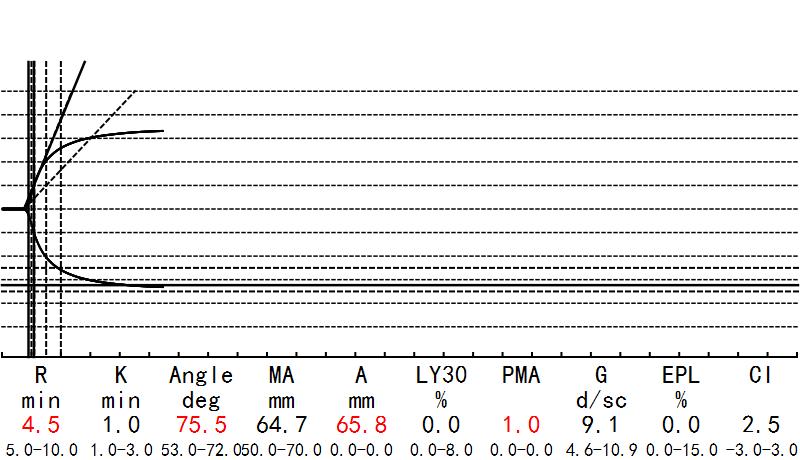 R K Angle MA A LY30 PMA G EPL CI
min min deg mm mm % d/sc %
4.5 1.0 75.5 64.7 65.8 0.0 1.0 9.1 0.0 2.5
5.0-10.0 1.0-3.0 53.0-72.0 50.0-70.0 0.0-0.0 0.0-8.0 0.0-0.0 4.6-10.9 0.0-15.0 -3.0-3.0